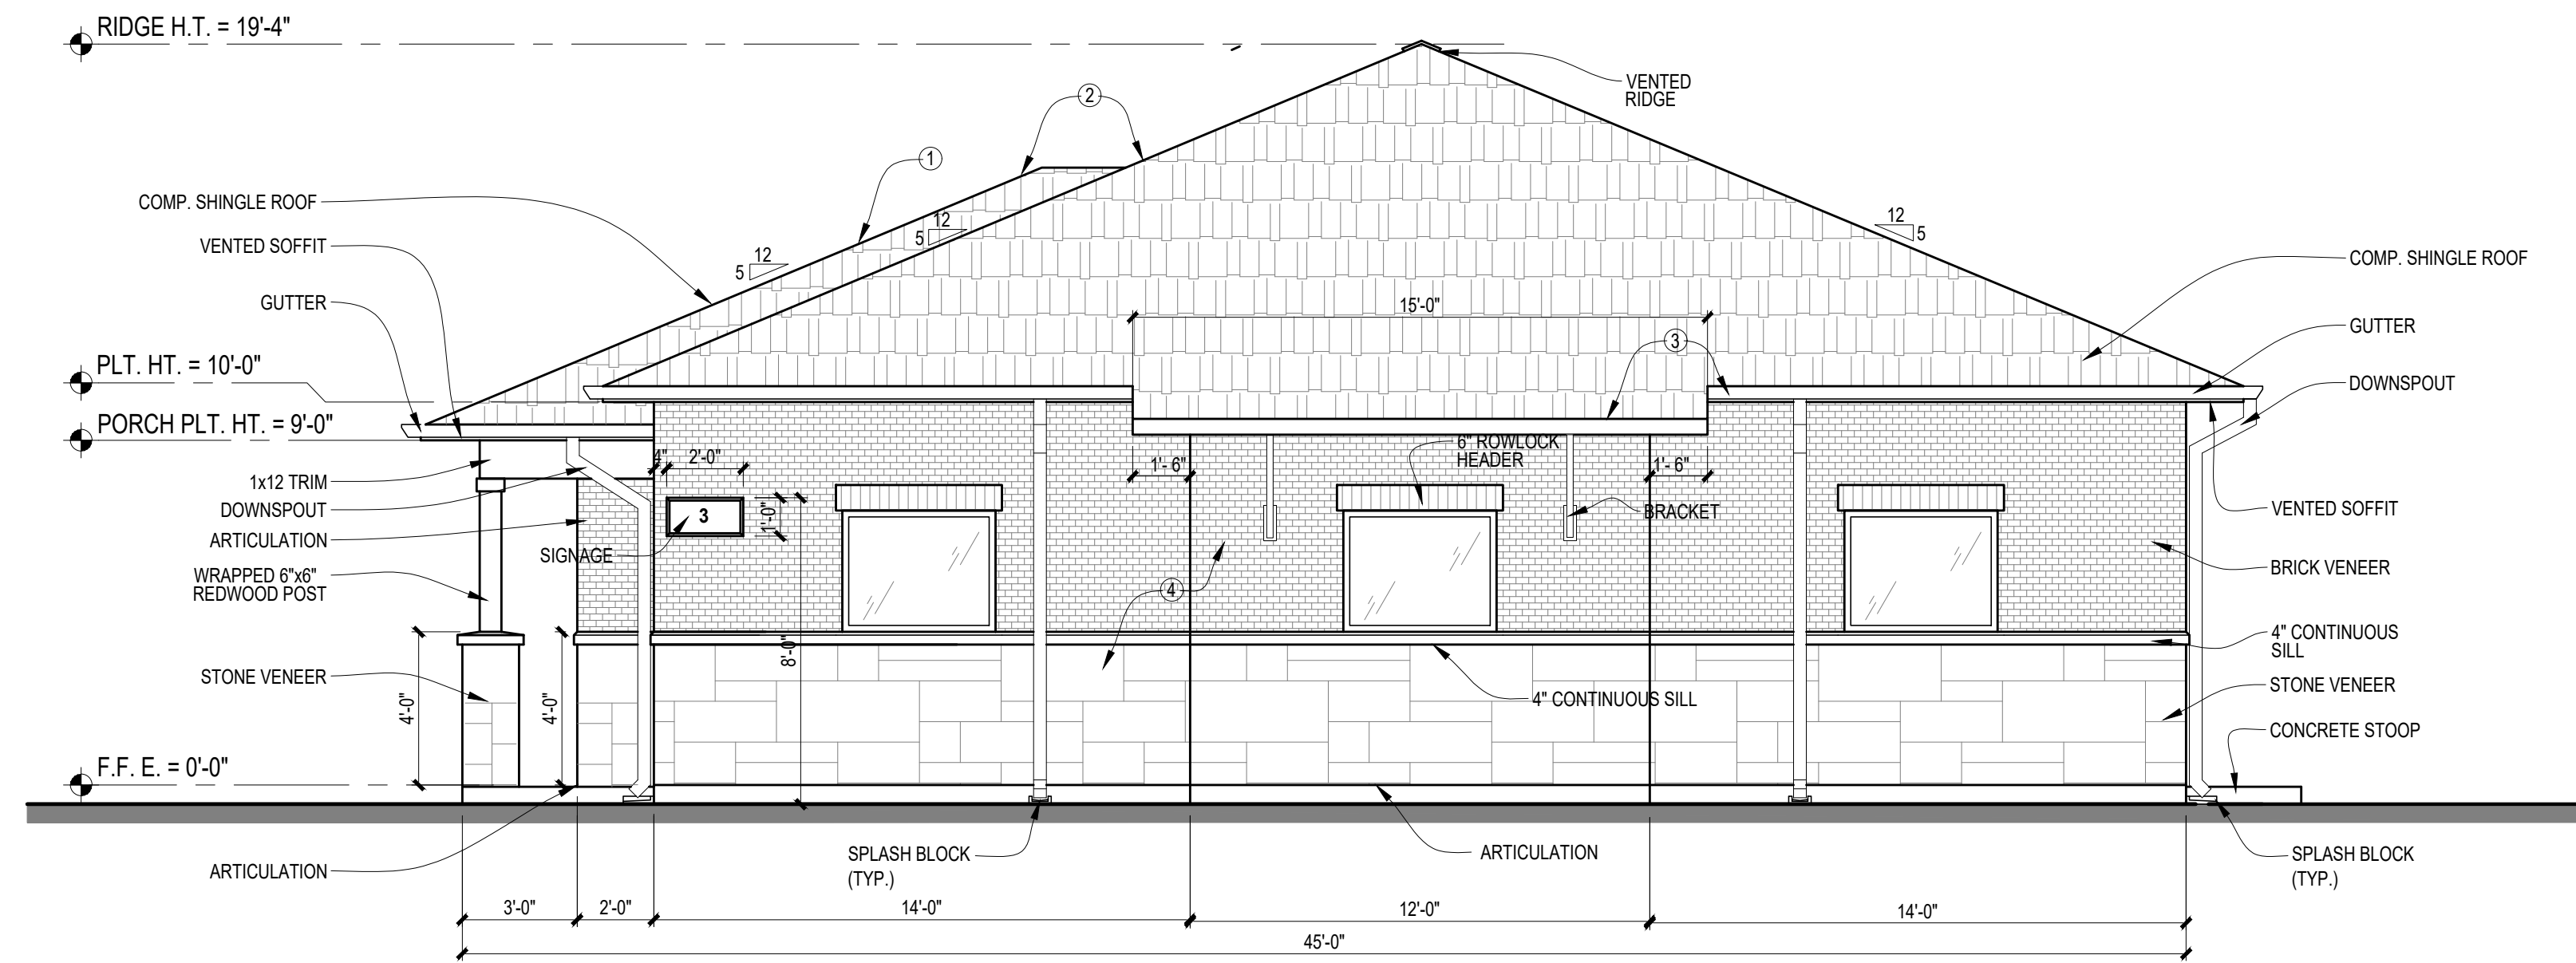 RIDGE H.T. = 19'-4"
VENTED
RIDGE
2
1
COMP. SHINGLE ROOF
VENTED SOFFIT
GUTTER
12
5
12
5
12
5
COMP. SHINGLE ROOF
GUTTER
DOWNSPOUT
15'-0"
3
PLT. HT. = 10'-0"
PORCH PLT. HT. = 9'-0"
6" ROWLOCK
HEADER
4"
2'-0"
1'- 6"
1'- 6"
1x12 TRIM
DOWNSPOUT
ARTICULATION
WRAPPED 6"x6"
REDWOOD POST
3
1'-0"
SIGNAGE
BRACKET
VENTED SOFFIT
BRICK VENEER
4
8'-0"
4" CONTINUOUS
SILL
STONE VENEER
4'-0"
4'-0"
4" CONTINUOUS SILL
STONE VENEER
CONCRETE STOOP
F.F. E. = 0'-0"
ARTICULATION
SPLASH BLOCK
(TYP.)
ARTICULATION
SPLASH BLOCK
(TYP.)
3'-0"
2'-0"
14'-0"
12'-0"
14'-0"
45'-0"